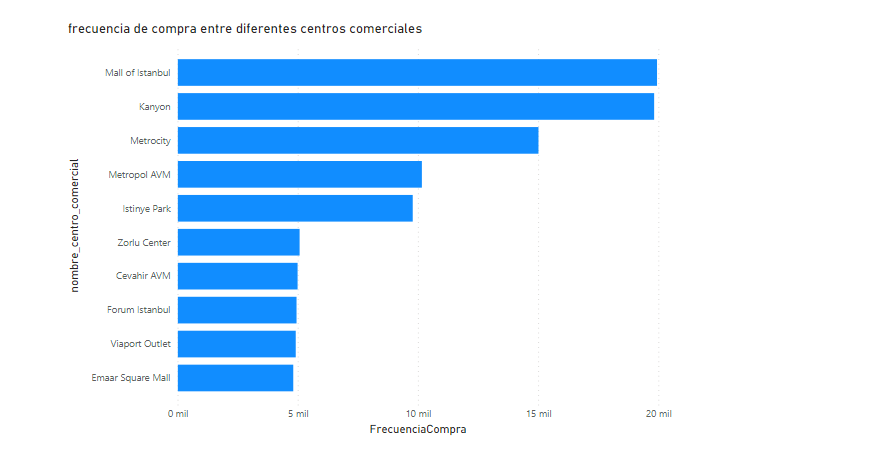 frecuencia de compra entre diferentes centros comerciales
nombre_centro_comercial
Mall of Istanbul
Kanyon
Metrocity
Metropol AVM
Istinye Park
Zorlu Center
Cevahir AVM
Forum Istanbul
Viaport Outlet
Emaar Square Mall
0 mil 5 mil 10 mil 15 mil 20 mil
FrecuenciaCompra